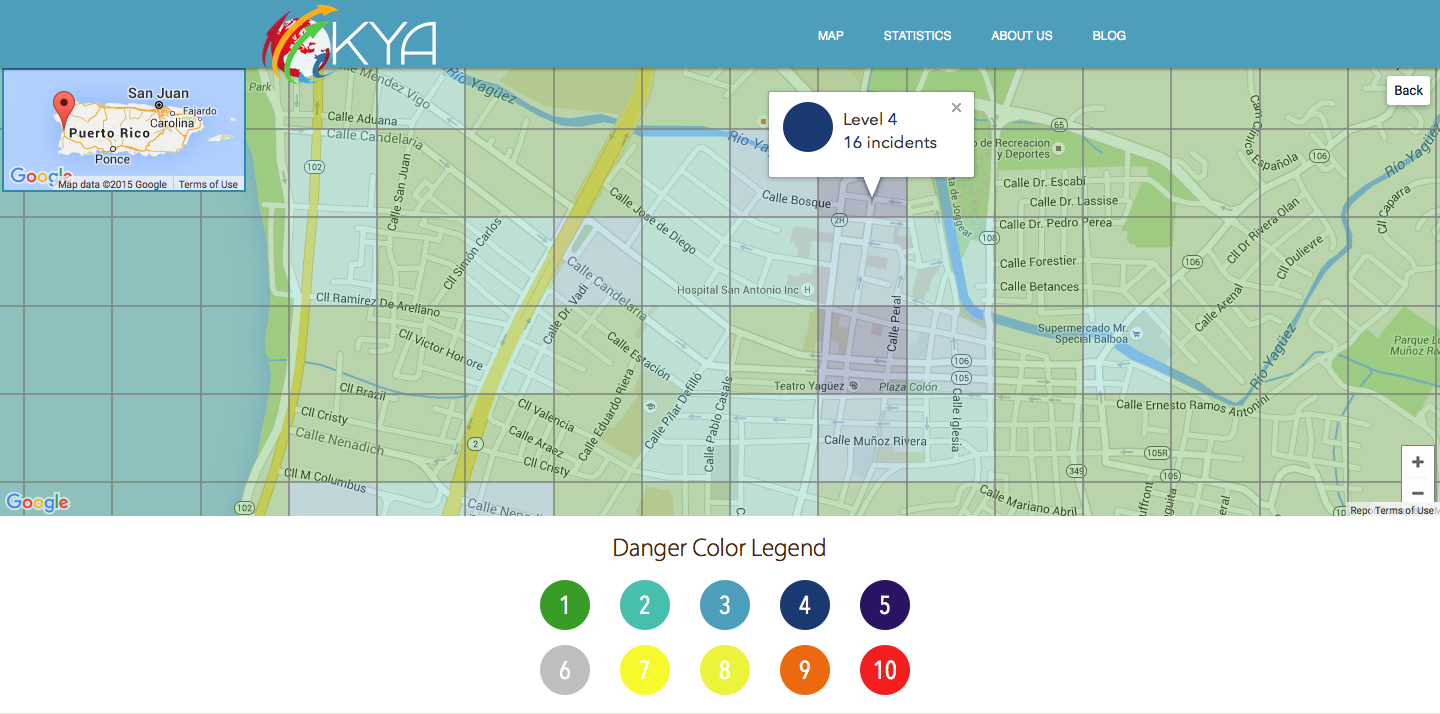 KYA
MAP
STATISTICS
ABOUT US
BLOG
San Juan
Fajardo
Carolina
Puerto Rico
Ponce
Google
Map data ©2015 Google
Terms of Use
Back
Level 4
16 incidents
Park
Calle Mendez Vigo
Río Yagüez
Calle Aduana
Calle Candelaria
102
Calle San Juan
Calle José de Diego
Calle Bosque
2H
65
o de Recreacion
y Deportes
Calle Dr. Escabí
Calle Dr. Lassise
Calle Dr. Pedro Perea
108
Calle Forestier
Calle Betances
Cam Clinica Española
106
Río Yagüez
Cll Caparra
Cll Dr Rivera Olan
Cll Dulievre
106
Cll Simón Carlos
Calle Candelaria
Calle Dr. Vadi
Hospital San Antonio Inc
H
Cll Ramirez De Arellano
Cll Victor Honore
Calle Estación
Calle Peral
Supermercado Mr.
Special Balboa
Calle Arenal
Río Yagüez
106
105
Cll Brazil
Calle Eduardo Riera
Calle Pilar Defilló
Calle Pablo Casals
Teatro Yagüez
Plaza Colón
Calle Iglesia
Calle Ernesto Ramos Antonini
Cll Cristy
Calle Nenadich
Cll Valencia
Calle Araez
Cll Cristy
2
Calle Muñoz Rivera
105R
349
105
Cll M Columbus
102
Calle Mariano Abril
+
−
Google
Terms of Use
Danger Color Legend
1 2 3 4 5
6 7 8 9 10